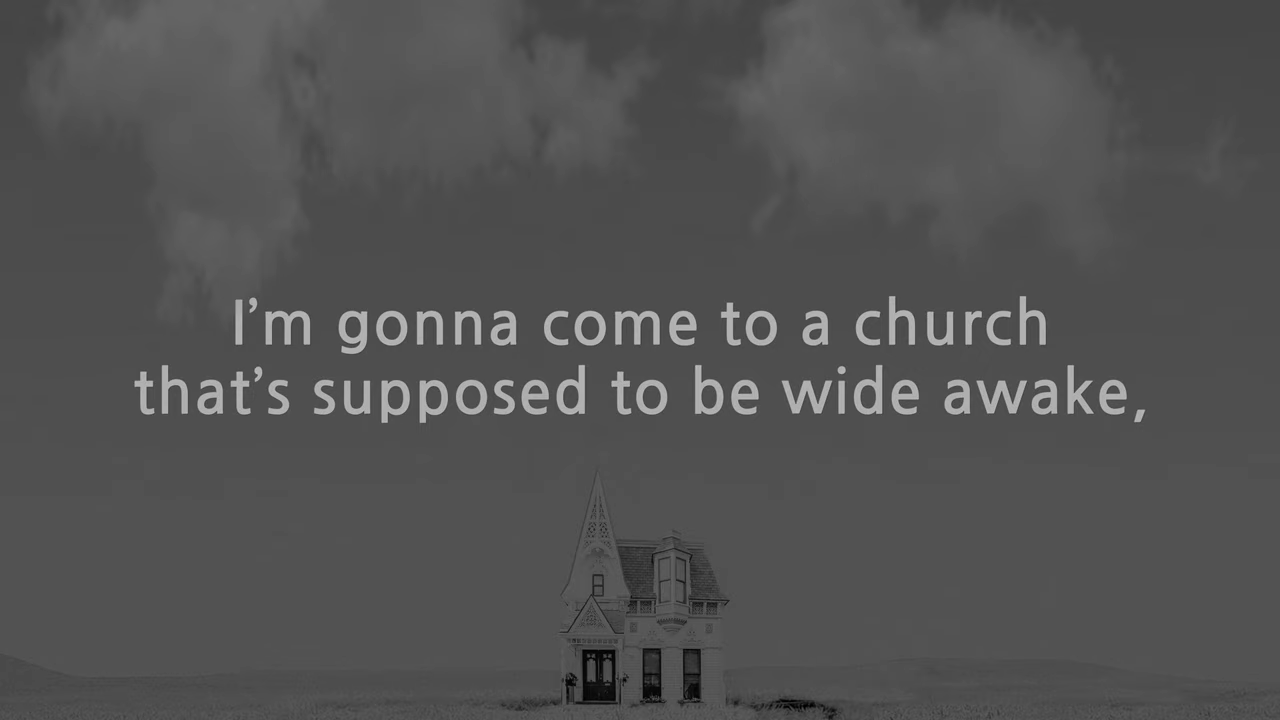 I’m gonna come to a church
that’s supposed to be wide awake,